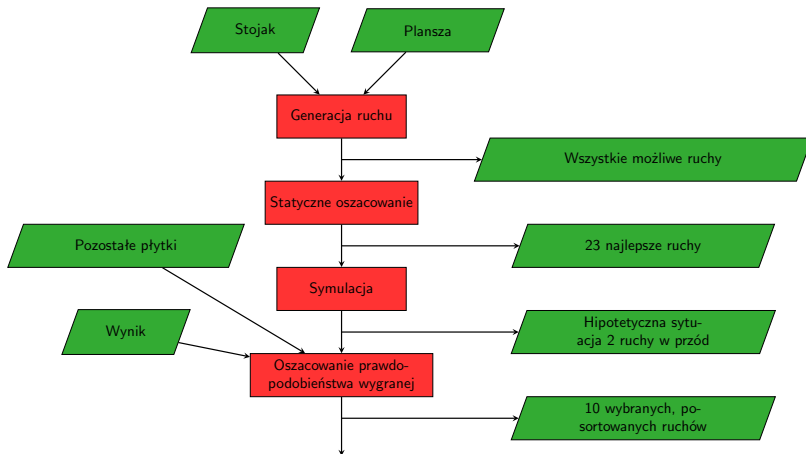 Stojak
Plansza
Generacja ruchu
Wszystkie możliwe ruchy
Statyczne oszacowanie
Pozostałe płytki
23 najlepsze ruchy
Symulacja
Wynik
Hipotetyczna sytu-
acja 2 ruchy w przód
Oszacowanie prawdo-
podobieństwa wygranej
10 wybranych, po-
sortowanych ruchów